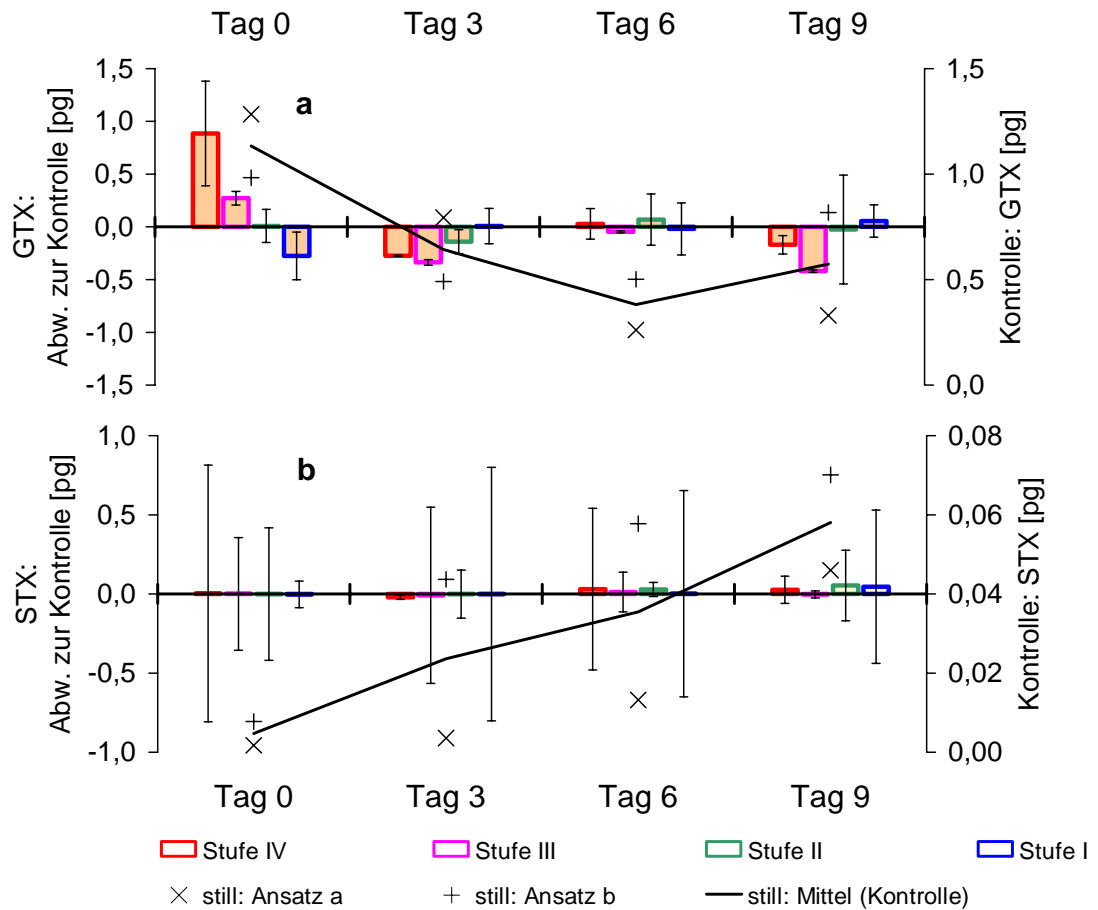 Tag 0 Tag 3 Tag 6 Tag 9
GTX:
Abw. zur Kontrolle [pg]
1,5
1,0
0,5
0,0
-0,5
-1,0
-1,5
a
1,5
1,0
0,5
0,0
Kontrolle: GTX [pg]
STX:
Abw. zur Kontrolle [pg]
1,0
0,5
0,0
-0,5
-1,0
b
0,08
0,06
0,04
0,02
0,00
Kontrolle: STX [pg]
Tag 0 Tag 3 Tag 6 Tag 9
Stufe IV Stufe III Stufe II Stufe I
still: Ansatz a still: Ansatz b still: Mittel (Kontrolle)